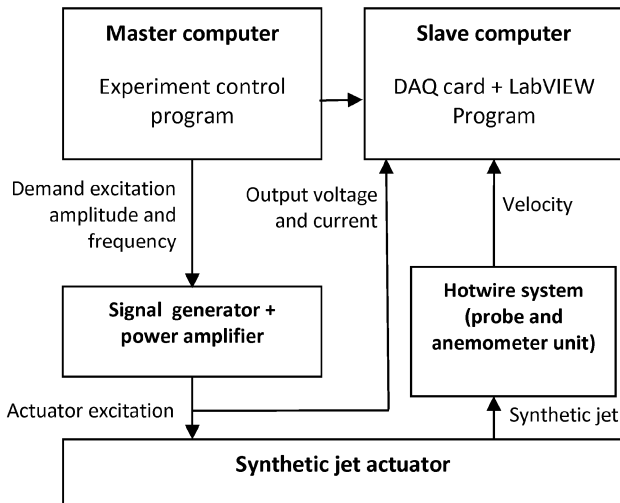 Master computer
Experiment control
program
Slave computer
DAQ card + LabVIEW
Program
Demand excitation
amplitude and
frequency
Output voltage
and current
Velocity
Signal generator +
power amplifier
Hotwire system
(probe and
anemometer unit)
Actuator excitation
Synthetic jet
Synthetic jet actuator